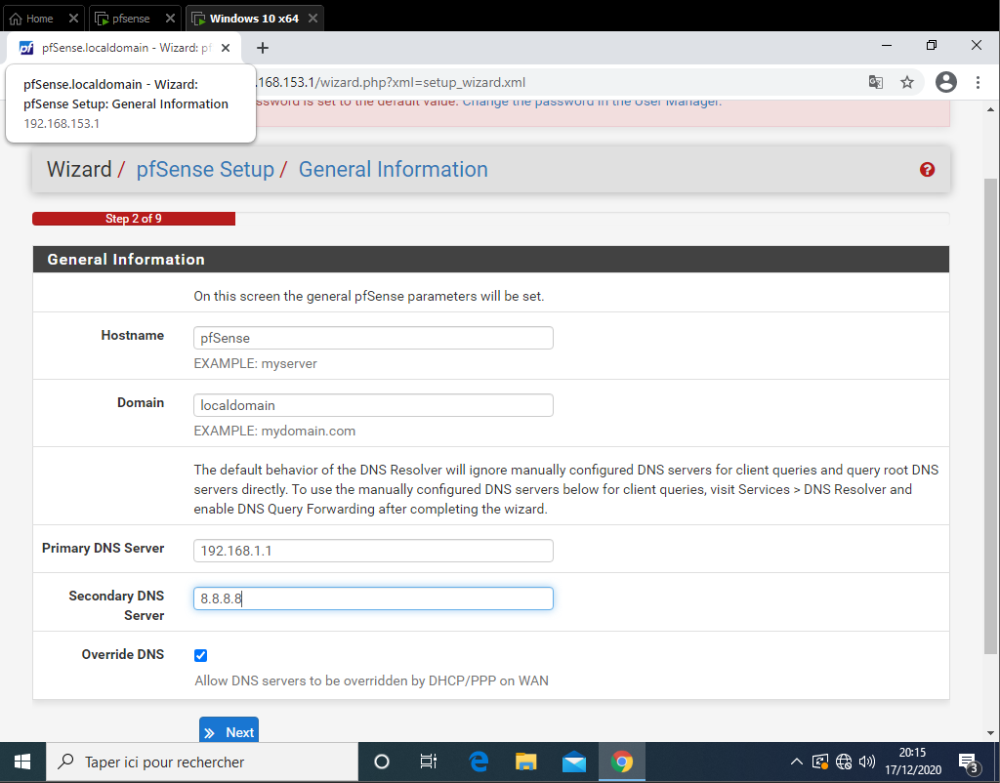 Home
pfsense
Windows 10 x64
pfSense.localdomain - Wizard: pf
pfSense.localdomain - Wizard:
pfSense Setup: General Information
192.168.153.1
.168.153.1/wizard.php?xml=setup_wizard.xml
ssword is set to the default value. Change the password in the User Manager.
Wizard / pfSense Setup / General Information
Step 2 of 9
General Information
On this screen the general pfSense parameters will be set.
Hostname
pfSense
EXAMPLE: myserver
Domain
localdomain
EXAMPLE: mydomain.com
The default behavior of the DNS Resolver will ignore manually configured DNS servers for client queries and query root DNS
servers directly. To use the manually configured DNS servers below for client queries, visit Services > DNS Resolver and
enable DNS Query Forwarding after completing the wizard.
Primary DNS Server
192.168.1.1
Secondary DNS
Server
8.8.8.8
Override DNS
Allow DNS servers to be overridden by DHCP/PPP on WAN
Next
Taper ici pour rechercher
20:15
17/12/2020
3